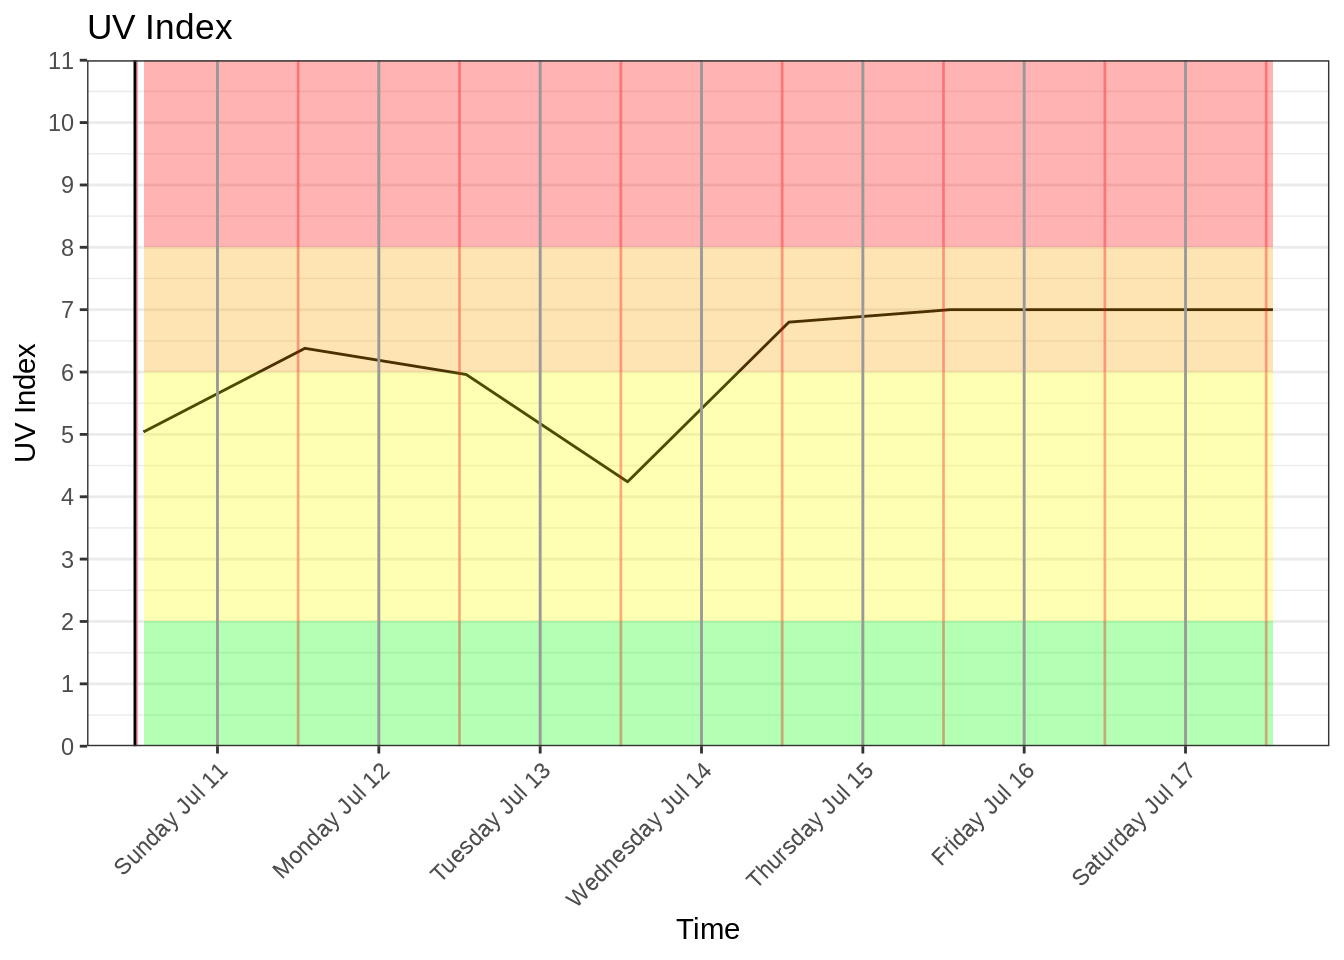 UV Index
11
10
9
8
7
6
5
4
3
2
1
0
UV Index
Sunday Jul 11
Monday Jul 12
Tuesday Jul 13
Wednesday Jul 14
Thursday Jul 15
Friday Jul 16
Saturday Jul 17
Time